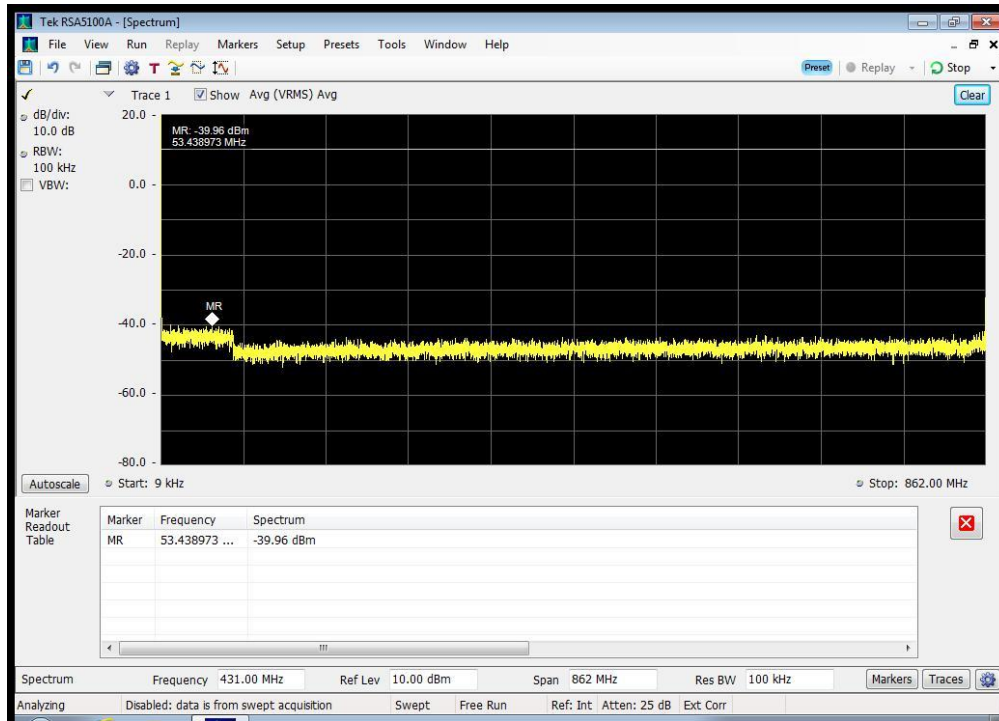 Tek RSA5100A - [Spectrum]
File View Run Replay Markers Setup Presets Tools Window Help
T Preset Replay Stop
Trace 1 Show Avg (VRMS) Avg Clear
dB/div:
10.0 dB
RBW:
100 kHz
VBW:
20.0
MR: -39.96 dBm
53.438973 MHz
0.0
-20.0
MR
-40.0
-60.0
-80.0
Autoscale Start: 9 kHz Stop: 862.00 MHz
Marker
Readout
Table
Marker Frequency Spectrum
MR 53.438973 ... -39.96 dBm
Spectrum Frequency 431.00 MHz Ref Lev 10.00 dBm Span 862 MHz Res BW 100 kHz Markers Traces
Analyzing Disabled: data is from swept acquisition Swept Free Run Ref: Int Atten: 25 dB Ext Corr